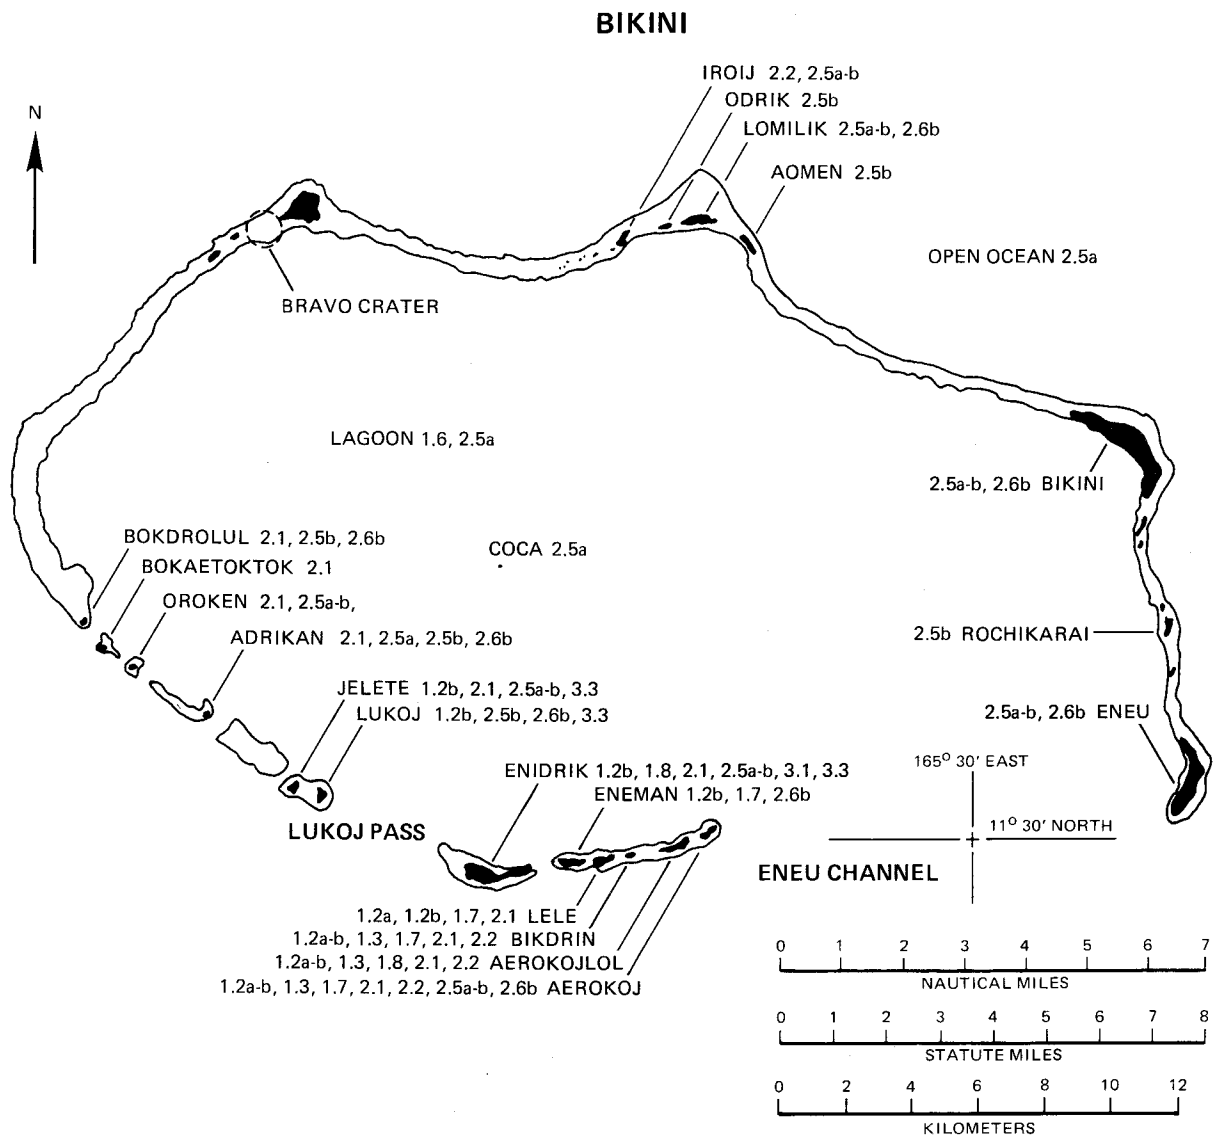 BIKINI
IROIJ 2.2, 2.5a-b
ODRIK 2.5b
N
LOMILIK 2.5a-b, 2.6b
AOMEN 2.5b
OPEN OCEAN 2.5a
BRAVO CRATER
LAGOON 1.6, 2.5a
2.5a-b, 2.6b BIKINI
BOKDROLUL 2.1, 2.5b, 2.6b
COCA 2.5a
BOKAETOKTOK 2.1
OROKEN 2.1, 2.5a-b,
ADRIKAN 2.1, 2.5a, 2.5b, 2.6b
2.5b ROCHIKARAI
JELETE 1.2b, 2.1, 2.5a-b, 3.3
LUKOJ 1.2b, 2.5b, 2.6b, 3.3
2.5a-b, 2.6b ENEU
165° 30' EAST
ENIDRIK 1.2b, 1.8, 2.1, 2.5a-b, 3.1, 3.3
ENEMAN 1.2b, 1.7, 2.6b
11° 30' NORTH
LUKOJ PASS
ENEU CHANNEL
1.2a, 1.2b, 1.7, 2.1 LELE
1.2a-b, 1.3, 1.7, 2.1, 2.2 BIKDRIN
1.2a-b, 1.3, 1.8, 2.1, 2.2 AEROKOJLOL
1.2a-b, 1.3, 1.7, 2.1, 2.2, 2.5a-b, 2.6b AEROKOJ
0 1 2 3 4 5 6 7
NAUTICAL MILES
0 1 2 3 4 5 6 7 8
STATUTE MILES
0 2 4 6 8 10 12
KILOMETERS